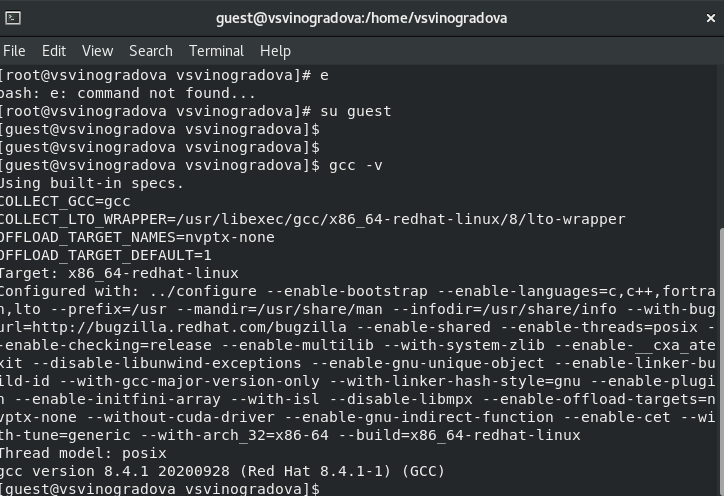 guest@vsvinogradova:/home/vsvinogradova
File Edit View Search Terminal Help
[root@vsvinogradova vsvinogradova]# e
bash: e: command not found...
[root@vsvinogradova vsvinogradova]# su guest
[guest@vsvinogradova vsvinogradova]$
[guest@vsvinogradova vsvinogradova]$
[guest@vsvinogradova vsvinogradova]$ gcc -v
Using built-in specs.
COLLECT_GCC=gcc
COLLECT_LTO_WRAPPER=/usr/libexec/gcc/x86_64-redhat-linux/8/lto-wrapper
OFFLOAD_TARGET_NAMES=nvptx-none
OFFLOAD_TARGET_DEFAULT=1
Target: x86_64-redhat-linux
Configured with: ../configure --enable-bootstrap --enable-languages=c,c++,fortra
n,lto --prefix=/usr --mandir=/usr/share/man --infodir=/usr/share/info --with-bug
url=http://bugzilla.redhat.com/bugzilla --enable-shared --enable-threads=posix -
-enable-checking=release --enable-multilib --with-system-zlib --enable-__cxa_ate
xit --disable-libunwind-exceptions --enable-gnu-unique-object --enable-linker-bu
ild-id --with-gcc-major-version-only --with-linker-hash-style=gnu --enable-plugi
n --enable-initfini-array --with-isl --disable-libmpx --enable-offload-targets=n
vptx-none --without-cuda-driver --enable-gnu-indirect-function --enable-cet --wi
th-tune=generic --with-arch_32=x86-64 --build=x86_64-redhat-linux
Thread model: posix
gcc version 8.4.1 20200928 (Red Hat 8.4.1-1) (GCC)
[guest@vsvinogradova vsvinogradova]$